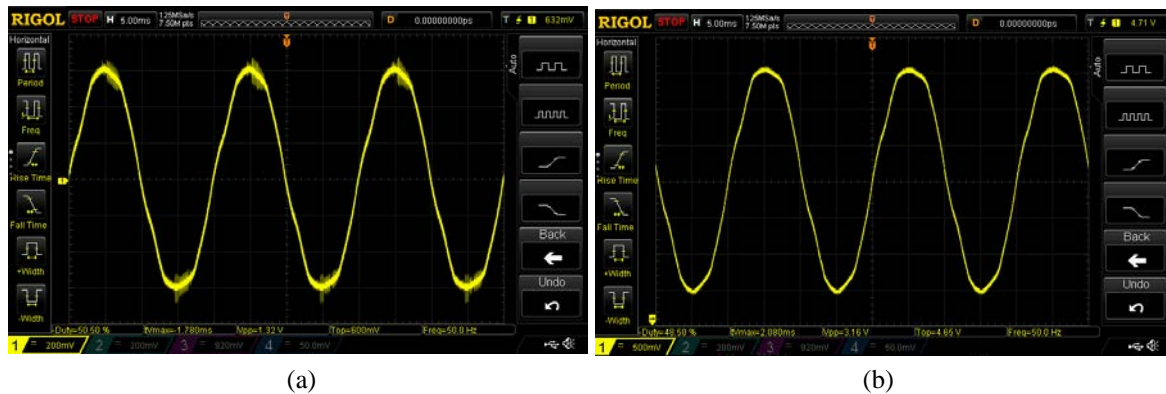 RIGOL STOP H 5.00ms 125MSa/s 7.50M pts D 0.00000000ps T 1 632mV
Horizontal
Period
Freq
Rise Time
Fall Time
+Width
-Width
Auto
Back
Undo
1
-Duty=50.50 % tVmax=-1.780ms Vpp=1.32 V Top=600mV Freq=50.0 Hz
1 = 200mV 2 = 200mV 3 = 920mV 4 = 50.0mV
(a)
RIGOL STOP H 5.00ms 125MSa/s 7.50M pts D 0.00000000ps T 1 4.71 V
Horizontal
Period
Freq
Rise Time
Fall Time
+Width
-Width
Auto
Back
Undo
-Duty=48.50 % tVmax=2.080ms Vpp=3.16 V Top=4.65 V Freq=50.0 Hz
1 = 500mV 2 = 200mV 3 = 920mV 4 = 50.0mV
(b)